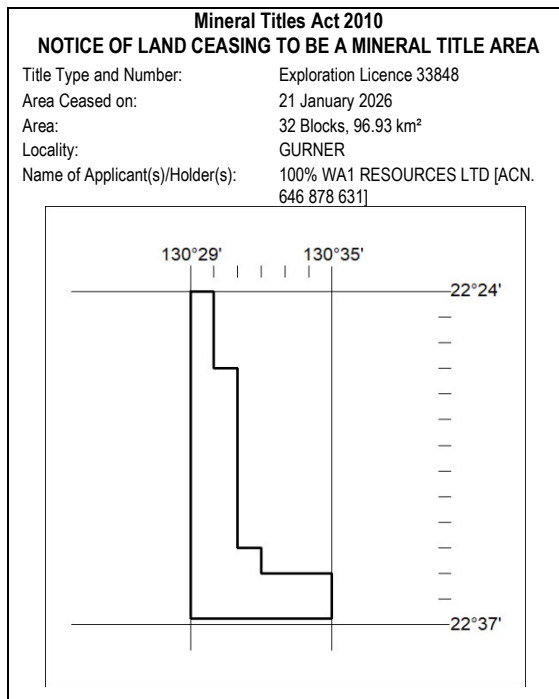 Mineral Titles Act 2010
NOTICE OF LAND CEASING TO BE A MINERAL TITLE AREA
Title Type and Number: Exploration Licence 33848
Area Ceased on: 21 January 2026
Area: 32 Blocks, 96.93 km²
Locality: GURNER
Name of Applicant(s)/Holder(s): 100% WA1 RESOURCES LTD [ACN.
646 878 631]
130°29' 130°35'
22°24'
22°37'